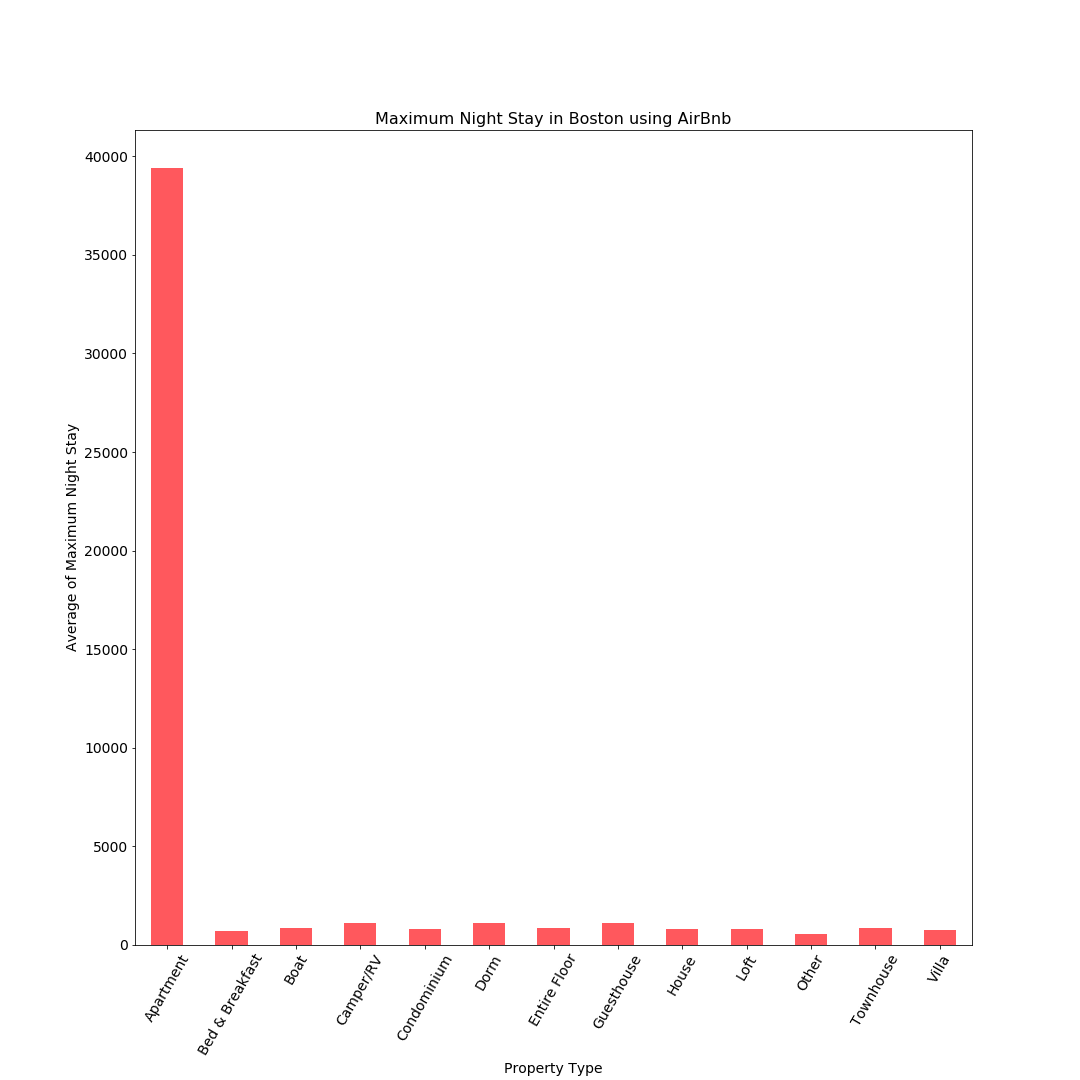 Maximum Night Stay in Boston using AirBnb
Average of Maximum Night Stay
40000
35000
30000
25000
20000
15000
10000
5000
0
Apartment
Bed & Breakfast
Boat
Camper/RV
Condominium
Dorm
Entire Floor
Guesthouse
House
Loft
Other
Townhouse
Villa
Property Type